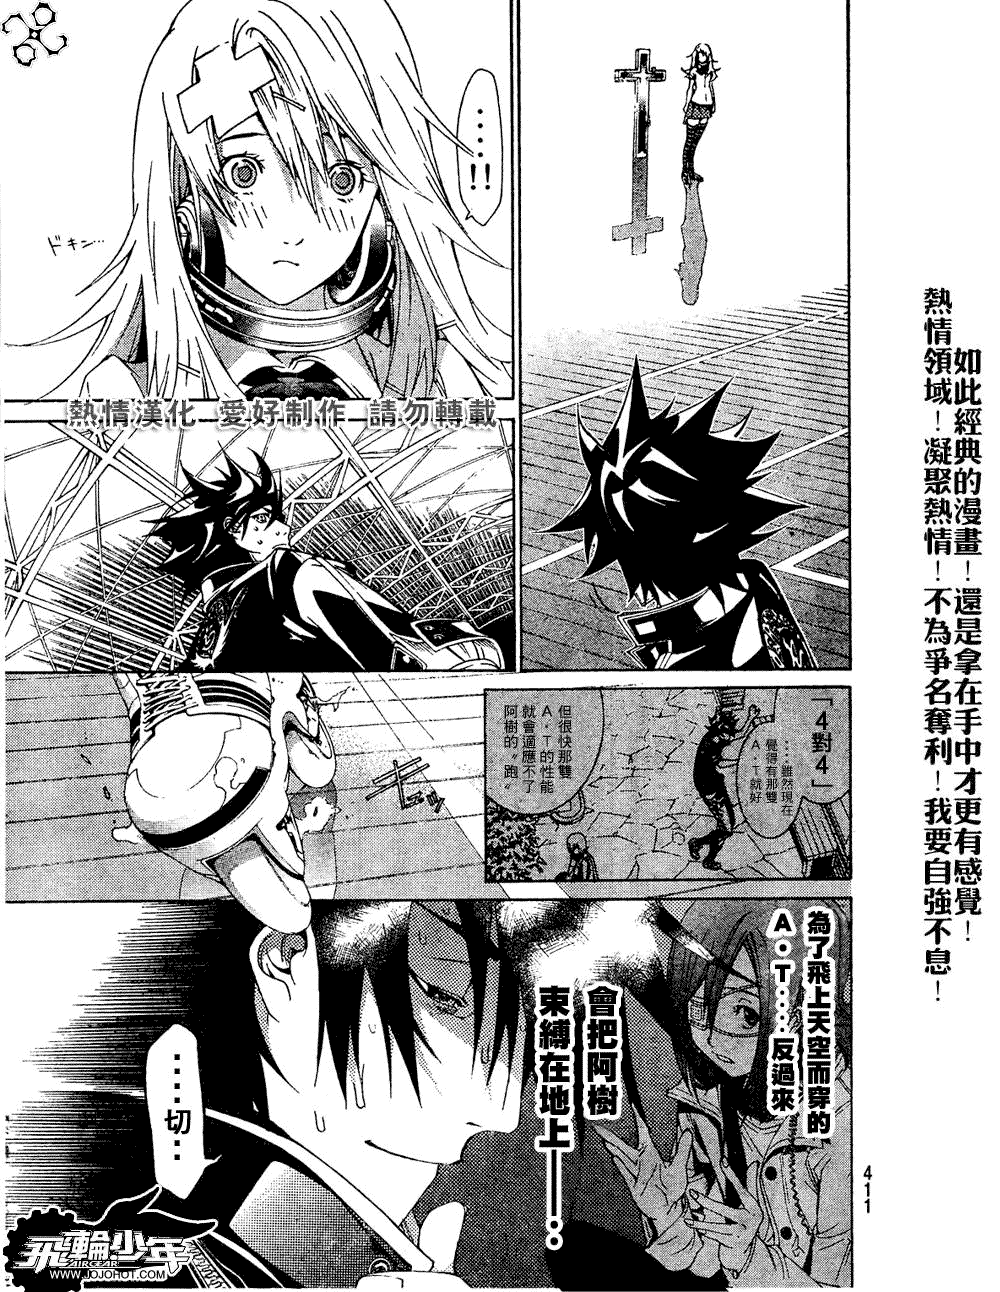 如此經典的漫畫！還是拿在手中才更有感覺！
熱情領域！凝聚熱情！不為爭名奪利！我要自強不息！
……!!
ドキン…
熱情漢化 愛好制作 請勿轉載
「4對4」
…雖然現在
覺得有那雙
A・T就好
但很快那雙
A・T的性能
就會適應不了
阿樹的〝跑〞
為了飛上天空而穿的
A・T……反過來
會把阿樹
束縛在地上——…
……切…
411
飛輪少年
AIR GEAR
WWW.JOJOHOT.COM